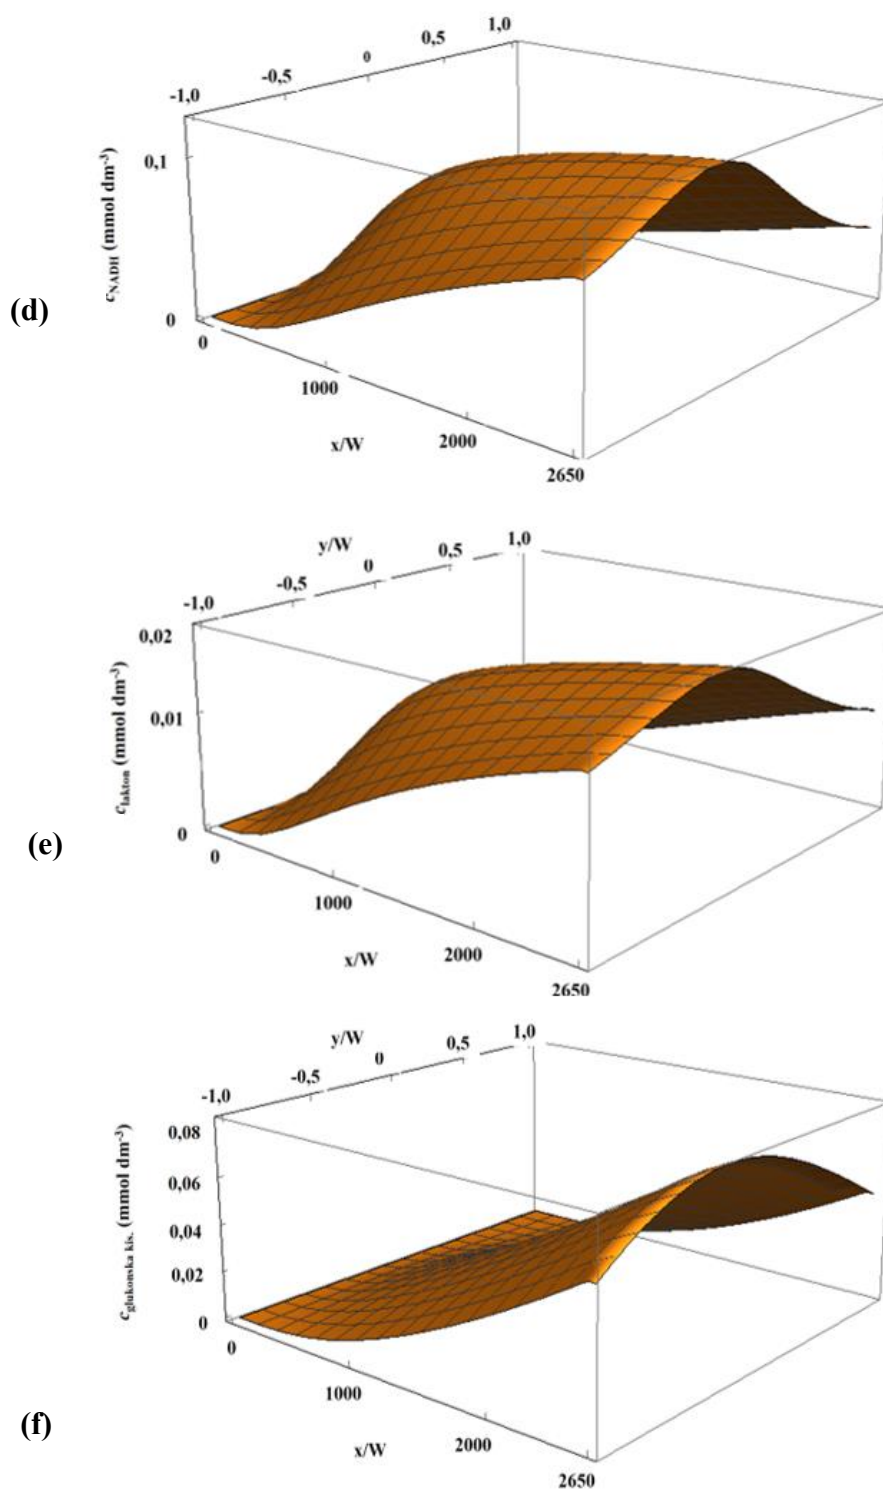 -1,0 -0,5 0 0,5 1,0
0,1
c_NADH (mmol dm⁻³)
(d)
0
0
1000
x/W
2000
2650
y/W
-1,0 -0,5 0 0,5 1,0
0,02
0,01
c_lakton (mmol dm⁻³)
(e)
0
0
1000
x/W
2000
2650
y/W
-1,0 -0,5 0 0,5 1,0
0,08
0,06
0,04
0,02
0
c_glukonska kis. (mmol dm⁻³)
0
1000
(f)
x/W
2000
2650